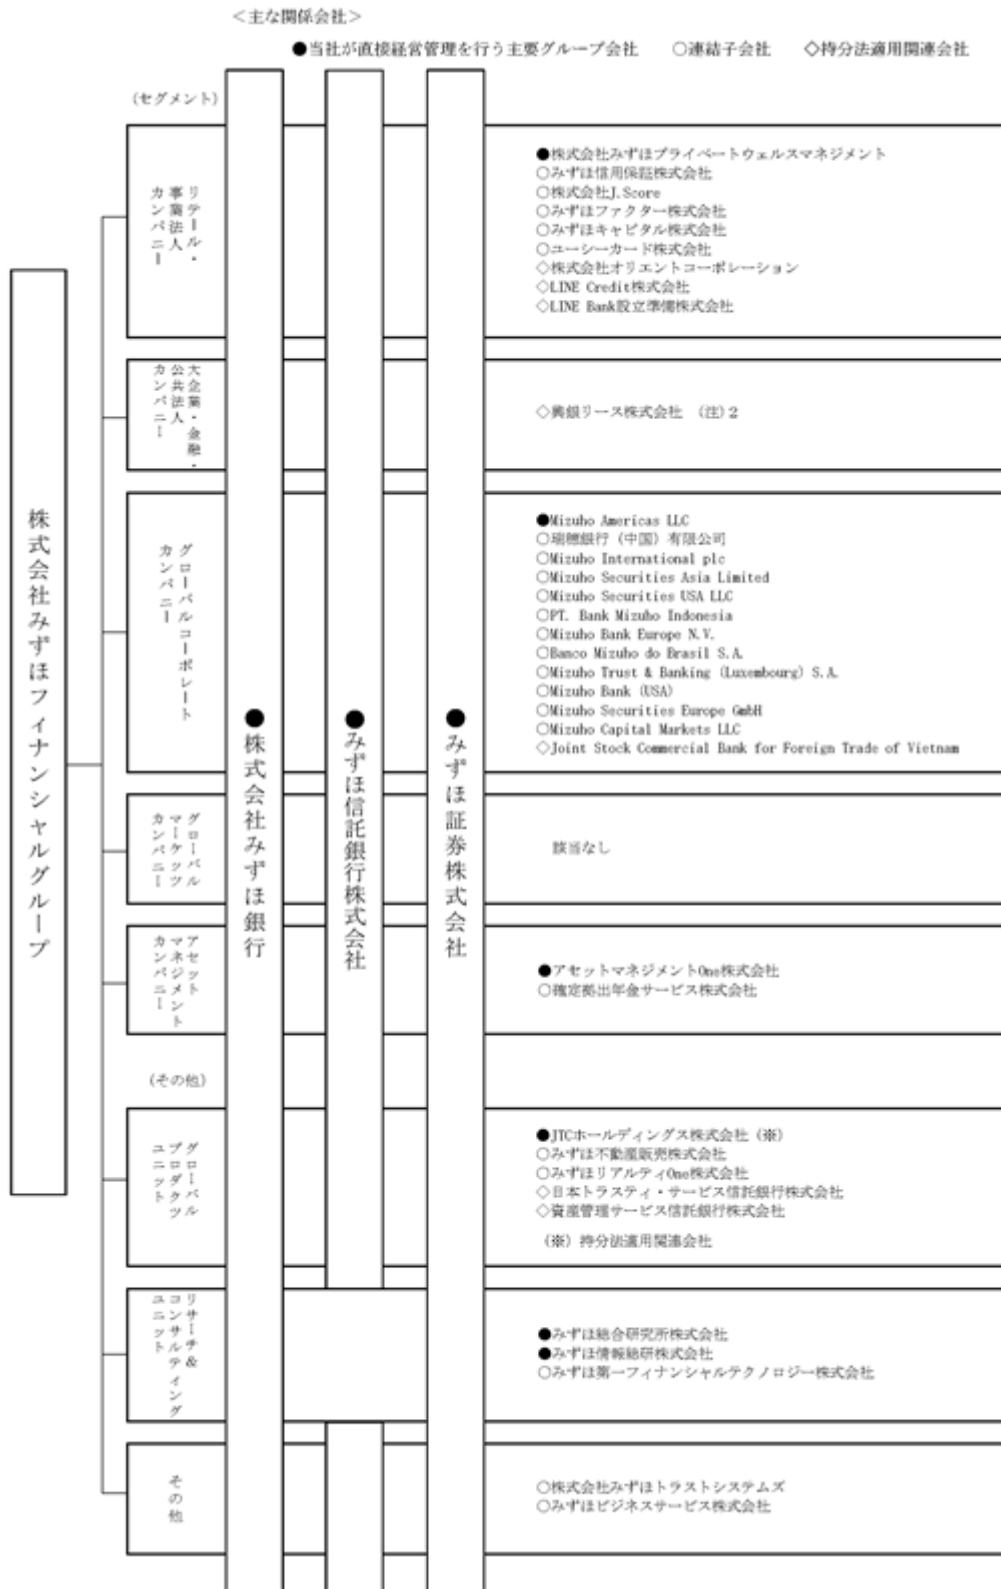 ＜主な関係会社＞
●当社が直接経営管理を行う主要グループ会社　○連結子会社　◇持分法適用関連会社
(セグメント)
株式会社みずほフィナンシャルグループ
●株式会社みずほ銀行
●みずほ信託銀行株式会社
●みずほ証券株式会社
リテール・
事業法人
カンパニー
●株式会社みずほプライベートウェルスマネジメント
○みずほ信用保証株式会社
○株式会社J.Score
○みずほファクター株式会社
○みずほキャピタル株式会社
○ユーシーカード株式会社
◇株式会社オリエントコーポレーション
◇LINE Credit株式会社
◇LINE Bank設立準備株式会社
大企業・金融・
公共法人
カンパニー
◇興銀リース株式会社　(注)２
グローバルコーポレート
カンパニー
●Mizuho Americas LLC
○瑞穂銀行（中国）有限公司
○Mizuho International plc
○Mizuho Securities Asia Limited
○Mizuho Securities USA LLC
○PT. Bank Mizuho Indonesia
○Mizuho Bank Europe N.V.
○Banco Mizuho do Brasil S.A.
○Mizuho Trust & Banking (Luxembourg) S.A.
○Mizuho Bank (USA)
○Mizuho Securities Europe GmbH
○Mizuho Capital Markets LLC
◇Joint Stock Commercial Bank for Foreign Trade of Vietnam
グローバル
マーケッツ
カンパニー
該当なし
アセット
マネジメント
カンパニー
●アセットマネジメントOne株式会社
○確定拠出年金サービス株式会社
(その他)
グローバル
プロダクツ
ユニット
●JTCホールディングス株式会社（※）
○みずほ不動産販売株式会社
○みずほリアルティOne株式会社
◇日本トラスティ・サービス信託銀行株式会社
◇資産管理サービス信託銀行株式会社
（※）持分法適用関連会社
リサーチ＆
コンサルティング
ユニット
●みずほ総合研究所株式会社
●みずほ情報総研株式会社
○みずほ第一フィナンシャルテクノロジー株式会社
その他
○株式会社みずほトラストシステムズ
○みずほビジネスサービス株式会社